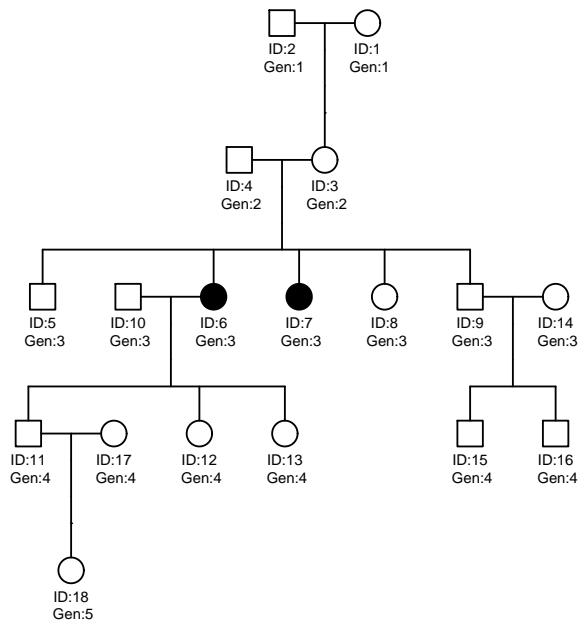 ID:2 ID:1
Gen:1 Gen:1
ID:4 ID:3
Gen:2 Gen:2
ID:5 ID:10 ID:6 ID:7 ID:8 ID:9 ID:14
Gen:3 Gen:3 Gen:3 Gen:3 Gen:3 Gen:3 Gen:3
ID:11 ID:17 ID:12 ID:13 ID:15 ID:16
Gen:4 Gen:4 Gen:4 Gen:4 Gen:4 Gen:4
ID:18
Gen:5